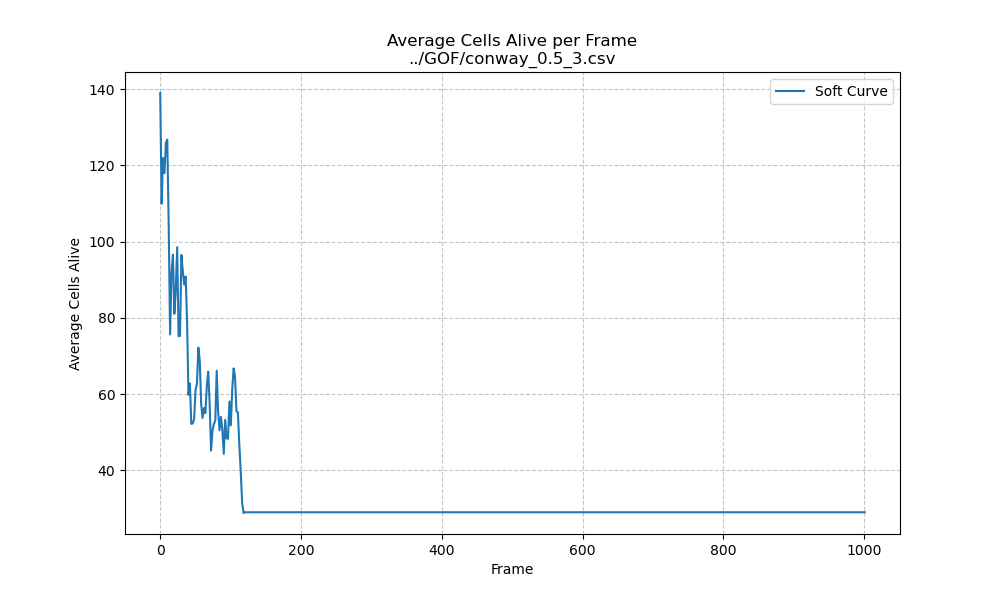 Average Cells Alive per Frame
../GOF/conway_0.5_3.csv
Soft Curve
Average Cells Alive
140
120
100
80
60
40
0 200 400 600 800 1000
Frame